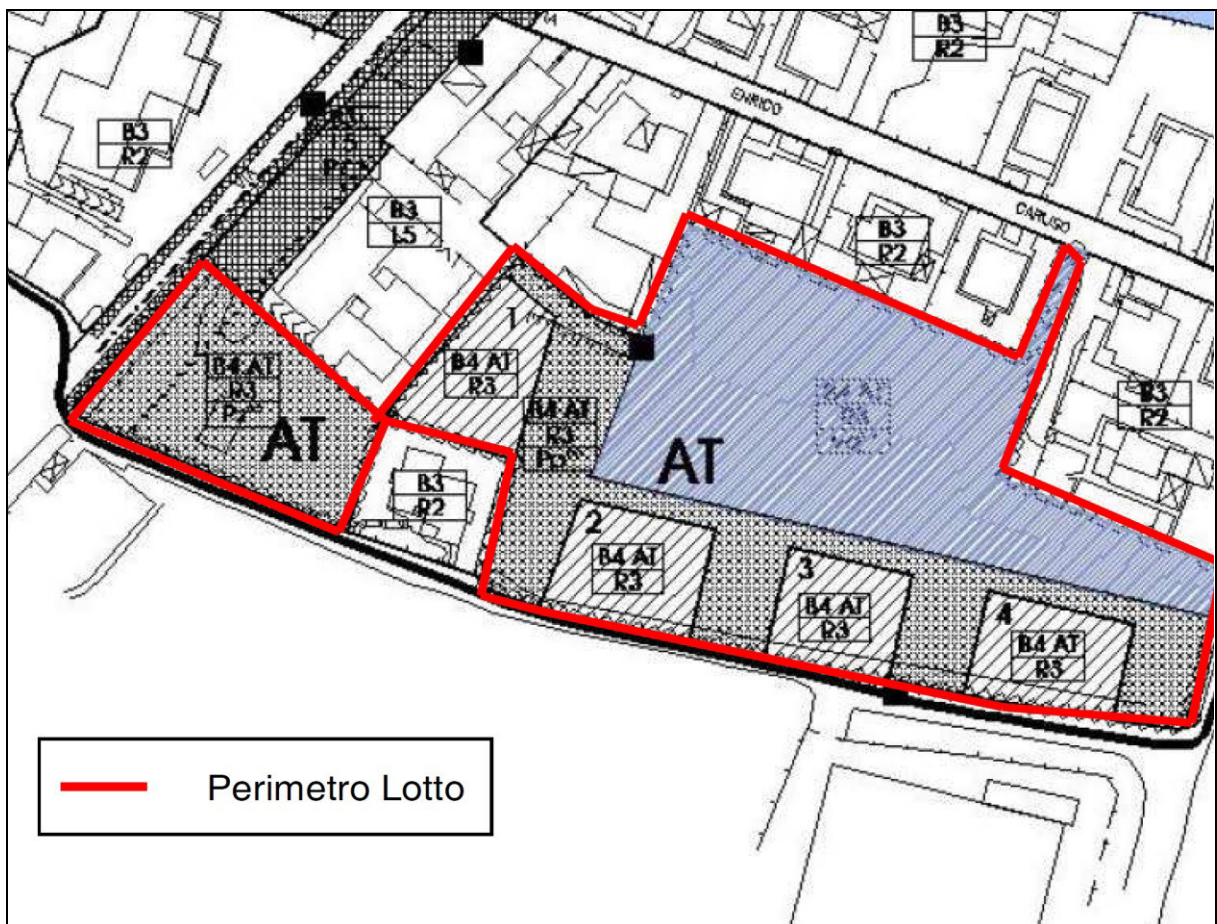 B3
R2
ENRICO
B3
R2
B3
L5
CARUSO
B3
R2
1
B4 AT
R3
B4 AT
R3
AT
B4 AT
R3
AT
B3
R2
B3
R2
2
B4 AT
R3
3
B4 AT
R3
4
B4 AT
R3
Perimetro Lotto